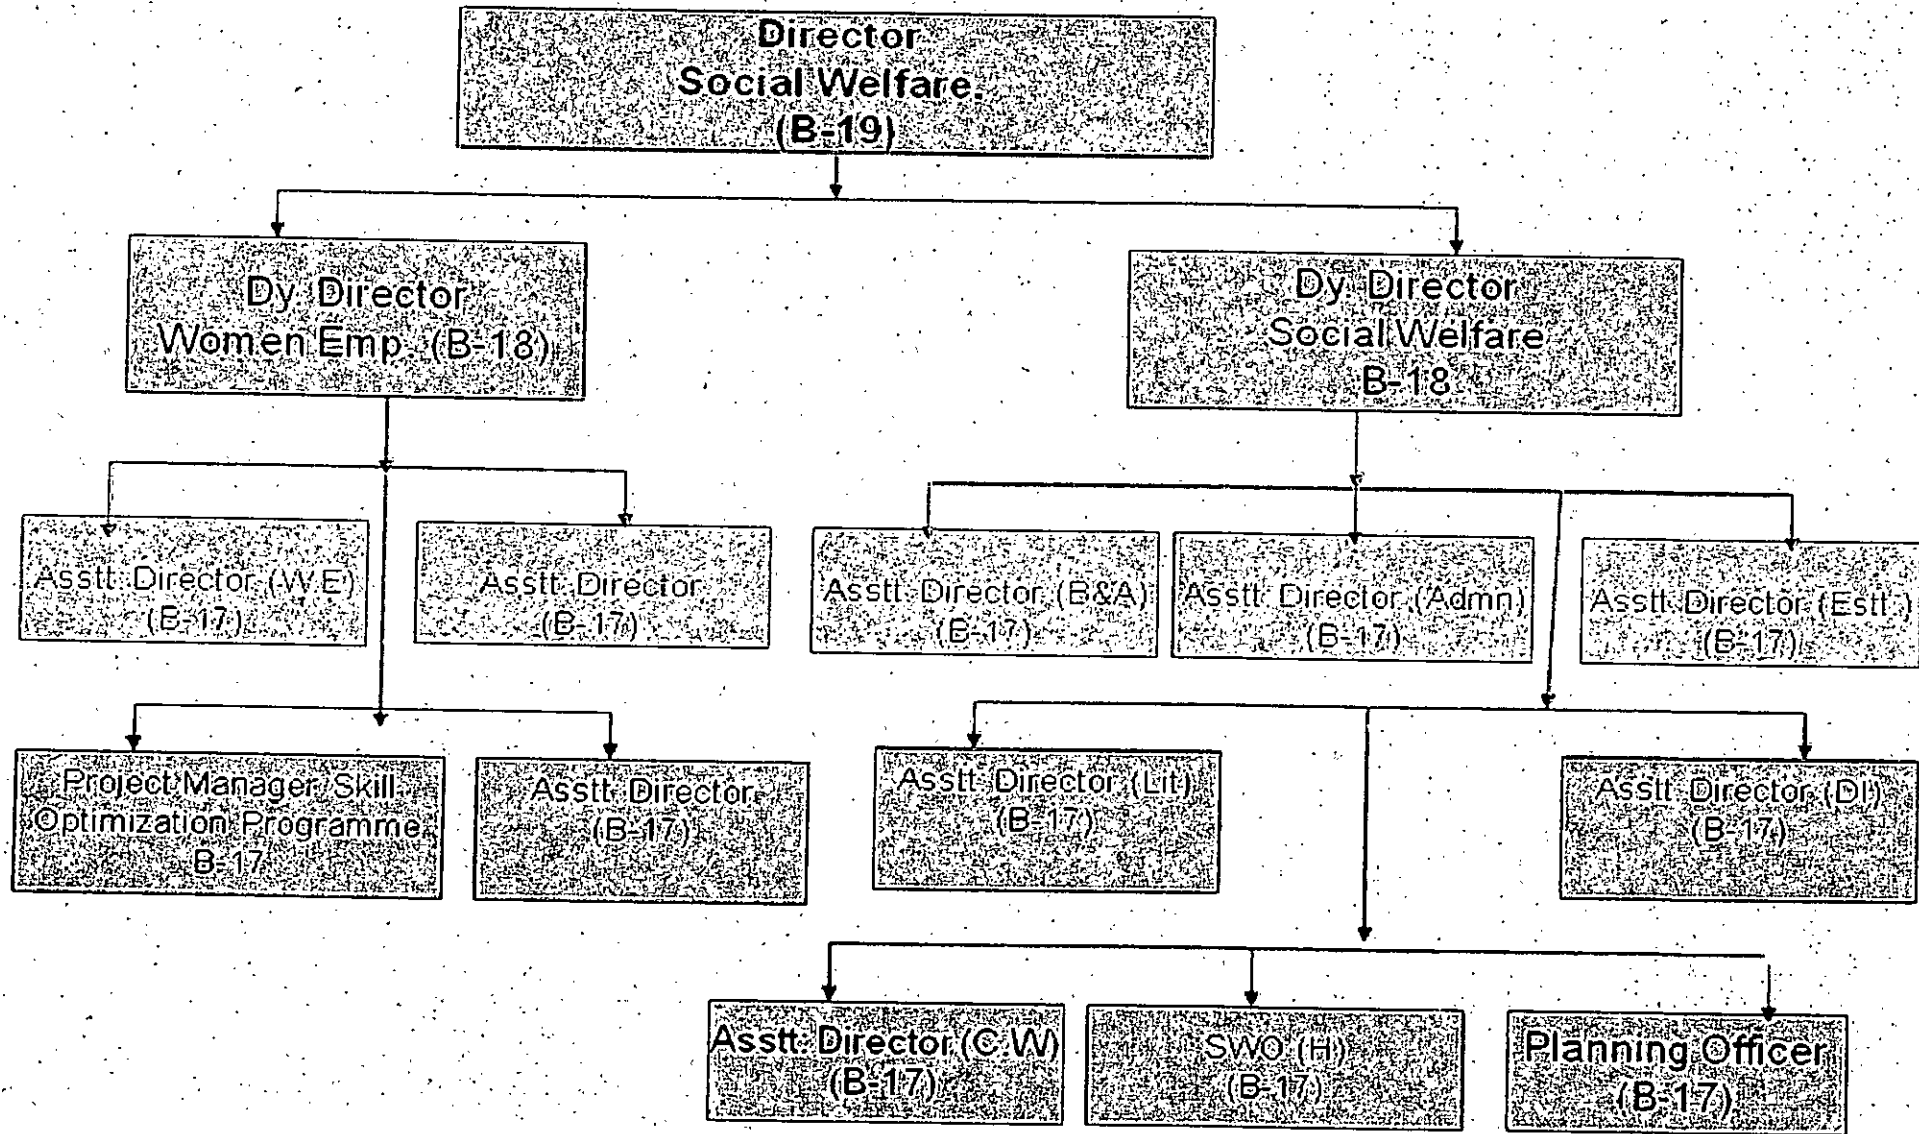 Director
Social Welfare.
(B-19)
Dy. Director
Women Emp. (B-18)
Dy. Director
Social Welfare
B-18
Asstt. Director (W.E)
(B-17)
Asstt. Director
(B-17)
Asstt. Director (B&A)
(B-17)
Asstt. Director (Admn)
(B-17)
Asstt. Director (Estt.)
(B-17)
Project Manager Skill
Optimization Programme
B-17
Asstt. Director
(B-17)
Asstt. Director (Lit)
(B-17)
Asstt. Director (DI)
(B-17)
Asstt. Director (C.W)
(B-17)
SWO (H)
(B-17)
Planning Officer
(B-17)